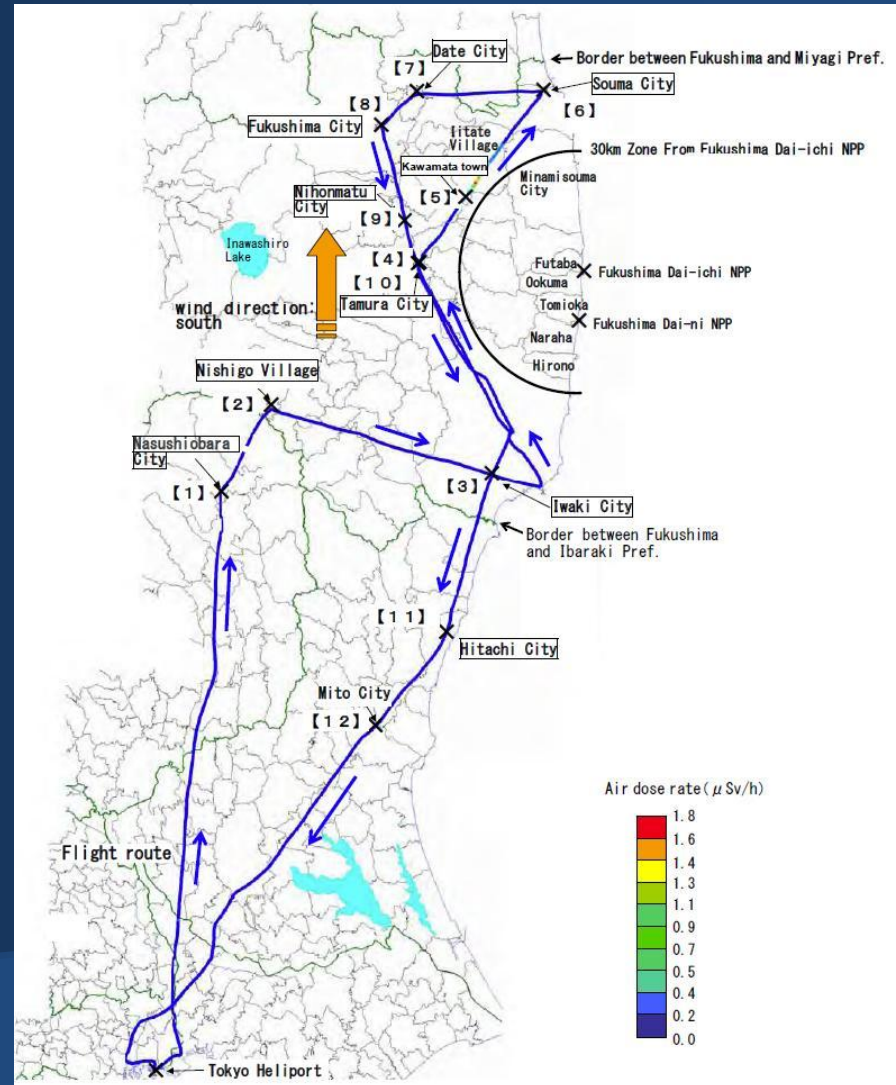 Date City
【7】
Border between Fukushima and Miyagi Pref.
Souma City
【6】
【8】
Fukushima City
Iitate
Village
30km Zone From Fukushima Dai-ichi NPP
Kawamata town
Minamisouma
City
Nihonmatu
City
【5】
【9】
Inawashiro
Lake
【4】
【10】
Tamura City
Futaba
Ookuma
Fukushima Dai-ichi NPP
wind direction:
south
Tomioka
Fukushima Dai-ni NPP
Naraha
Hirono
Nishigo Village
【2】
Nasushiobara
City
【1】
【3】
Iwaki City
Border between Fukushima
and Ibaraki Pref.
【11】
Hitachi City
Mito City
【12】
Air dose rate(μSv/h)
1.8
1.6
1.4
1.3
1.1
0.9
0.7
0.5
0.4
0.2
0.0
Flight route
Tokyo Heliport